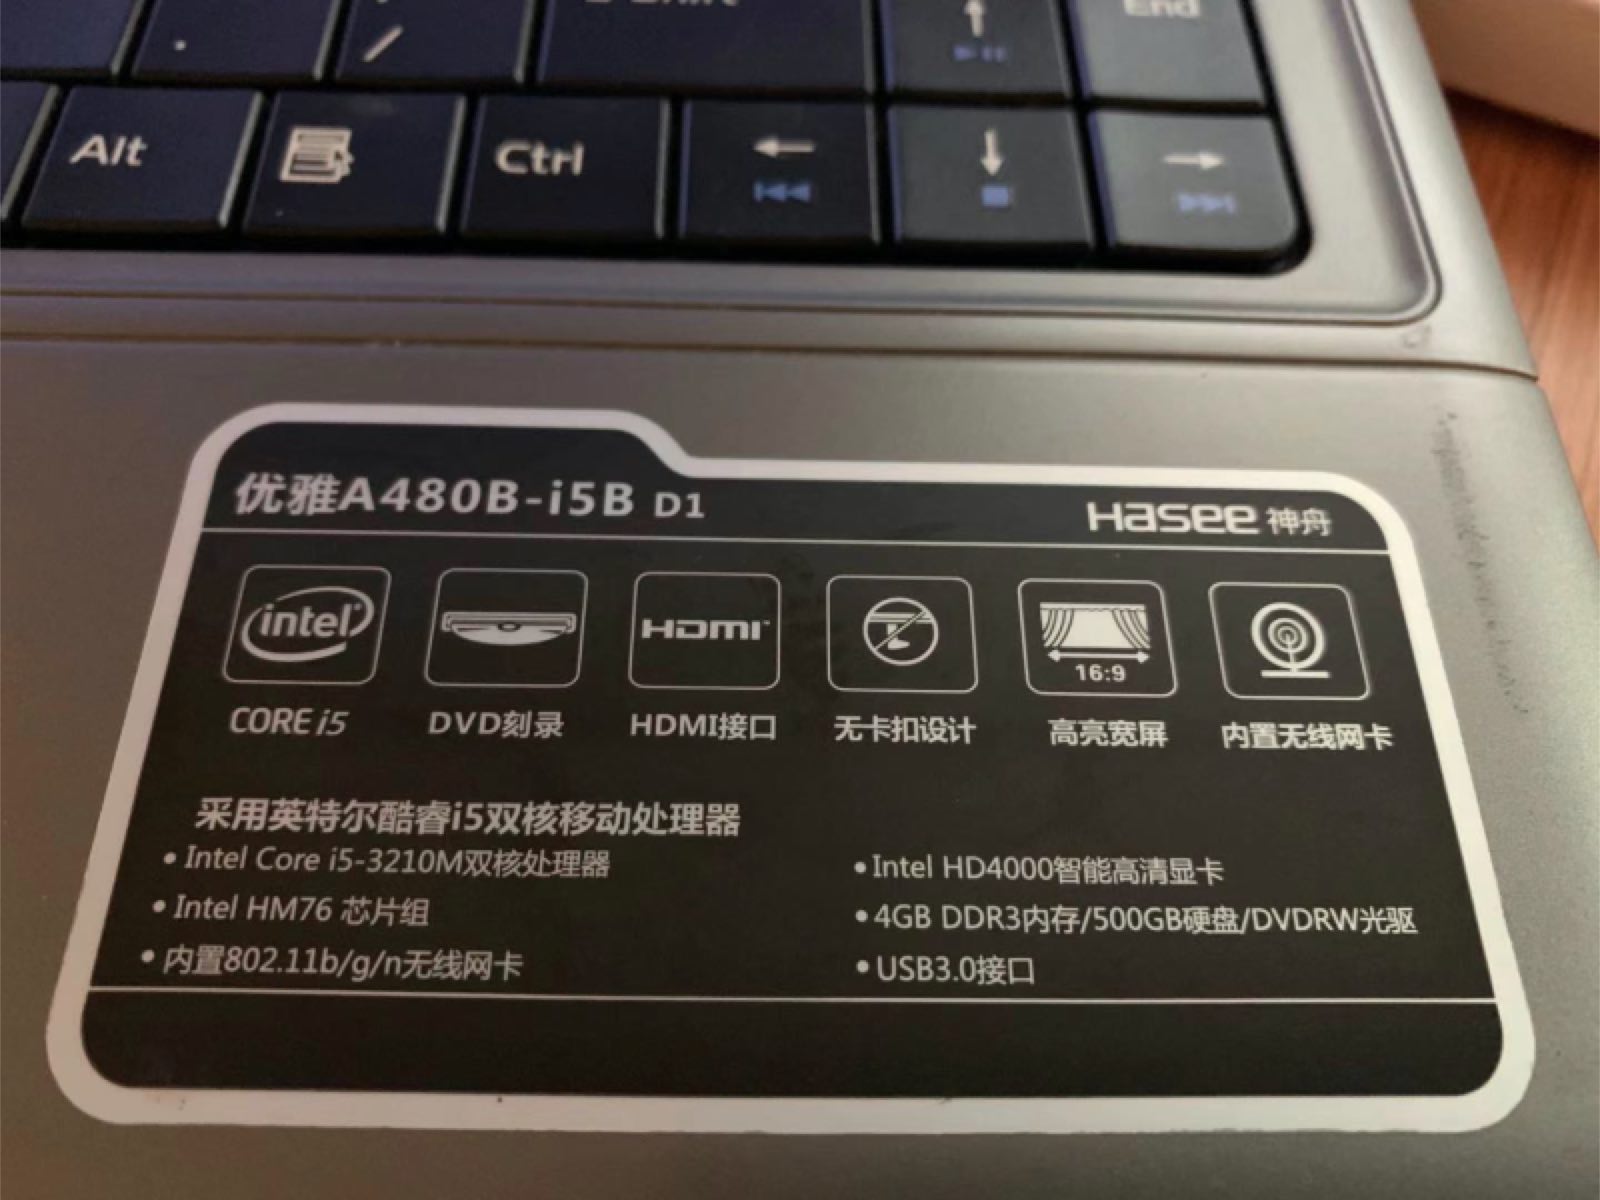 End
Alt
Ctrl
优雅A480B-i5B D1
Hasee 神舟
intel
HDMI
16:9
CORE i5
DVD刻录
HDMI接口
无卡扣设计
高亮宽屏
内置无线网卡
采用英特尔酷睿i5双核移动处理器
• Intel Core i5-3210M双核处理器
• Intel HM76 芯片组
• 内置802.11b/g/n无线网卡
• Intel HD4000智能高清显卡
• 4GB DDR3内存/500GB硬盘/DVDRW光驱
• USB3.0接口